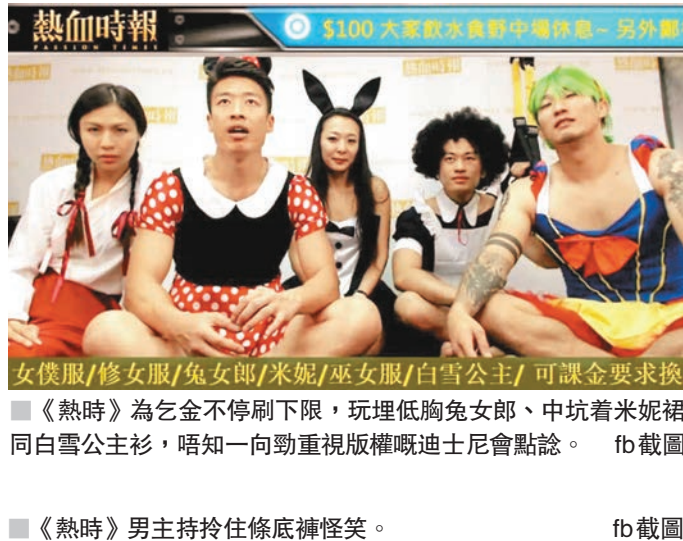 熱血時報
PASSION TIMES
$100 大家飲水食野中場休息~ 另外鄭
女僕服/修女服/兔女郎/米妮/巫女服/白雪公主/ 可課金要求換
■《熱時》為乞金不停刷下限，玩埋低胸兔女郎、中坑着米妮裙
同白雪公主衫，唔知一向勁重視版權嘅迪士尼會點諗。 fb截圖
■《熱時》男主持拎住條底褲怪笑。 fb截圖